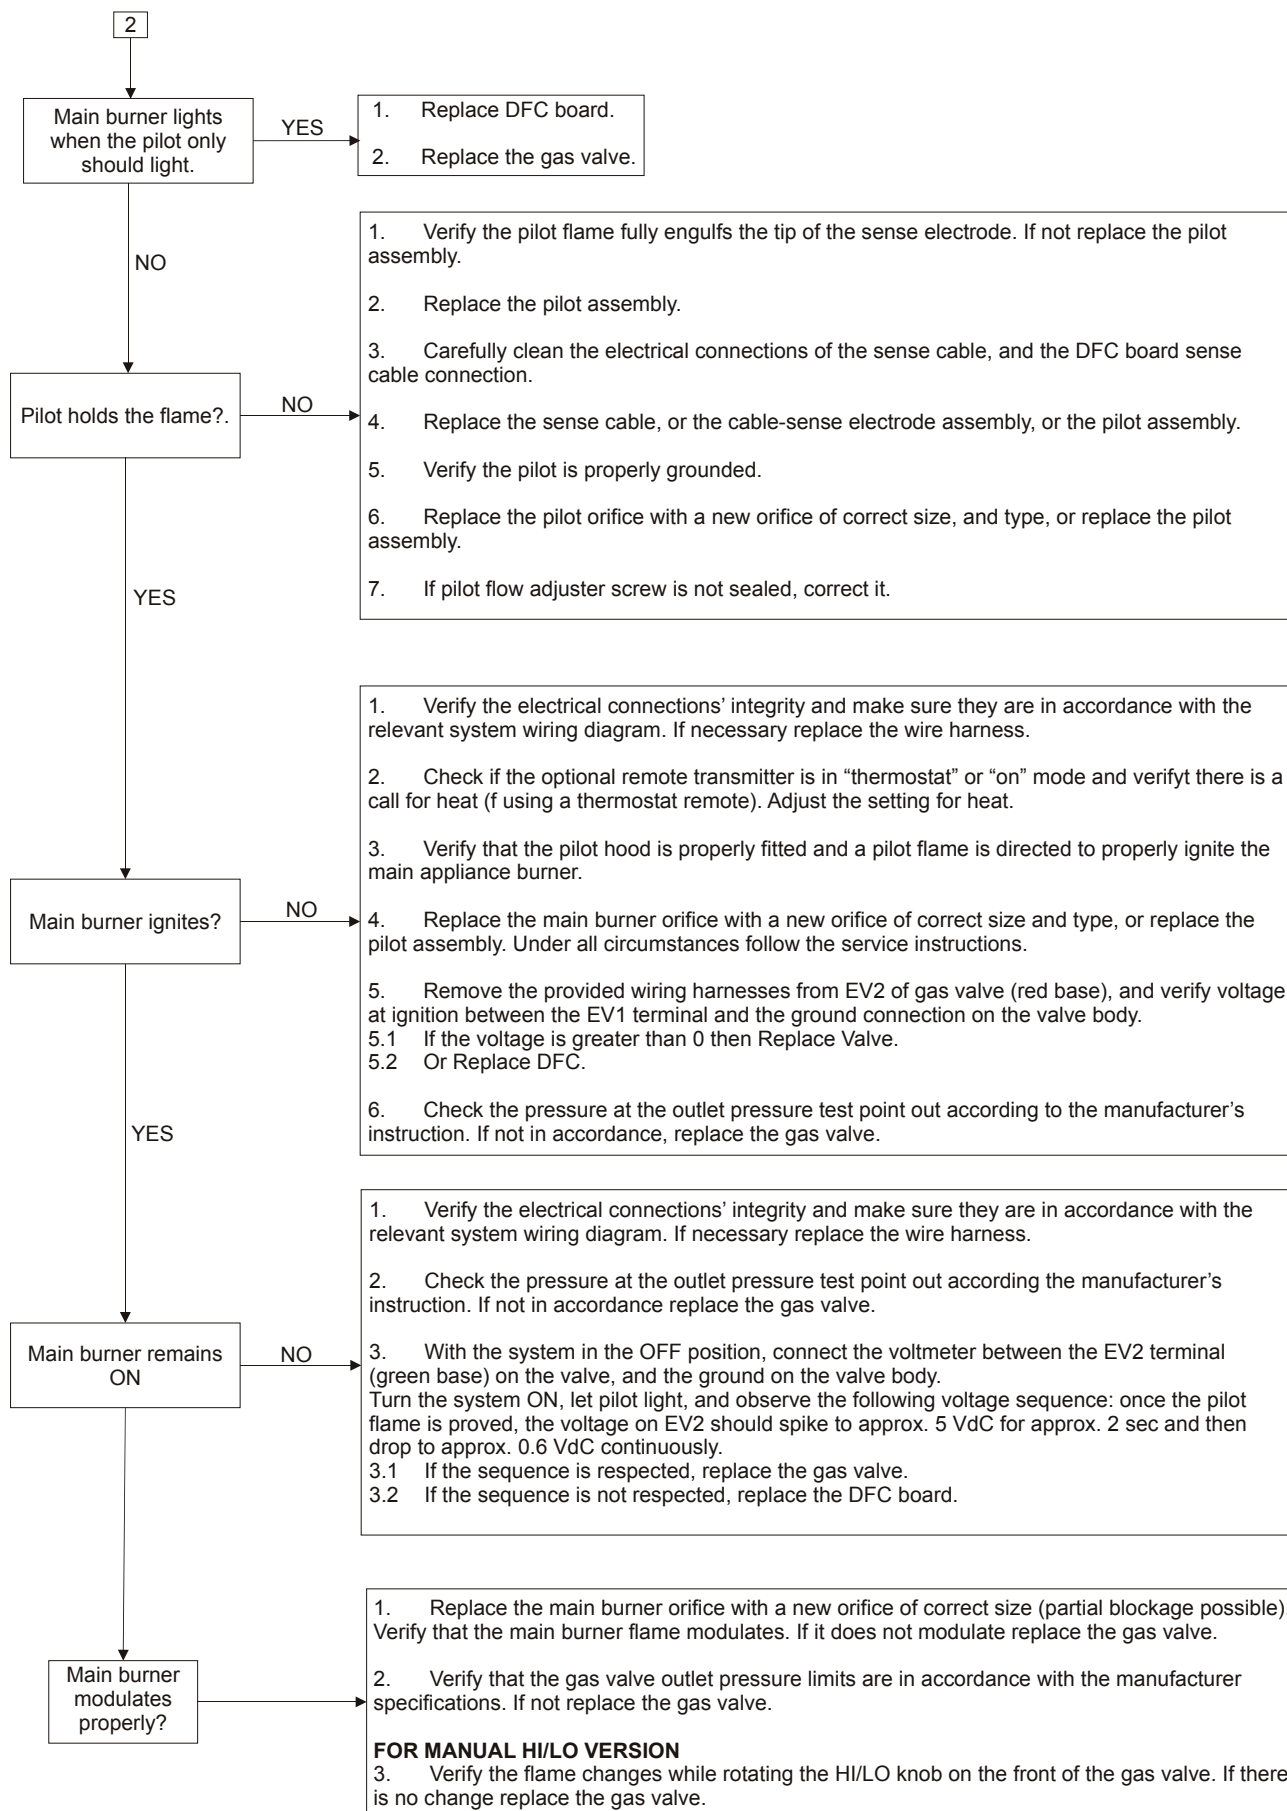 2
Main burner lights
when the pilot only
should light.
YES
1. Replace DFC board.
2. Replace the gas valve.
NO
1. Verify the pilot flame fully engulfs the tip of the sense electrode. If not replace the pilot
assembly.
2. Replace the pilot assembly.
3. Carefully clean the electrical connections of the sense cable, and the DFC board sense
cable connection.
4. Replace the sense cable, or the cable-sense electrode assembly, or the pilot assembly.
5. Verify the pilot is properly grounded.
6. Replace the pilot orifice with a new orifice of correct size, and type, or replace the pilot
assembly.
7. If pilot flow adjuster screw is not sealed, correct it.
Pilot holds the flame?.
NO
YES
1. Verify the electrical connections’ integrity and make sure they are in accordance with the
relevant system wiring diagram. If necessary replace the wire harness.
2. Check if the optional remote transmitter is in “thermostat” or “on” mode and verifyt there is a
call for heat (f using a thermostat remote). Adjust the setting for heat.
3. Verify that the pilot hood is properly fitted and a pilot flame is directed to properly ignite the
main appliance burner.
4. Replace the main burner orifice with a new orifice of correct size and type, or replace the
pilot assembly. Under all circumstances follow the service instructions.
5. Remove the provided wiring harnesses from EV2 of gas valve (red base), and verify voltage
at ignition between the EV1 terminal and the ground connection on the valve body.
5.1 If the voltage is greater than 0 then Replace Valve.
5.2 Or Replace DFC.
6. Check the pressure at the outlet pressure test point out according to the manufacturer’s
instruction. If not in accordance, replace the gas valve.
Main burner ignites?
NO
YES
1. Verify the electrical connections’ integrity and make sure they are in accordance with the
relevant system wiring diagram. If necessary replace the wire harness.
2. Check the pressure at the outlet pressure test point out according the manufacturer’s
instruction. If not in accordance replace the gas valve.
3. With the system in the OFF position, connect the voltmeter between the EV2 terminal
(green base) on the valve, and the ground on the valve body.
Turn the system ON, let pilot light, and observe the following voltage sequence: once the pilot
flame is proved, the voltage on EV2 should spike to approx. 5 VdC for approx. 2 sec and then
drop to approx. 0.6 VdC continuously.
3.1 If the sequence is respected, replace the gas valve.
3.2 If the sequence is not respected, replace the DFC board.
Main burner remains
ON
NO
1. Replace the main burner orifice with a new orifice of correct size (partial blockage possible)
Verify that the main burner flame modulates. If it does not modulate replace the gas valve.
2. Verify that the gas valve outlet pressure limits are in accordance with the manufacturer
specifications. If not replace the gas valve.
FOR MANUAL HI/LO VERSION
3. Verify the flame changes while rotating the HI/LO knob on the front of the gas valve. If there
is no change replace the gas valve.
Main burner
modulates
properly?